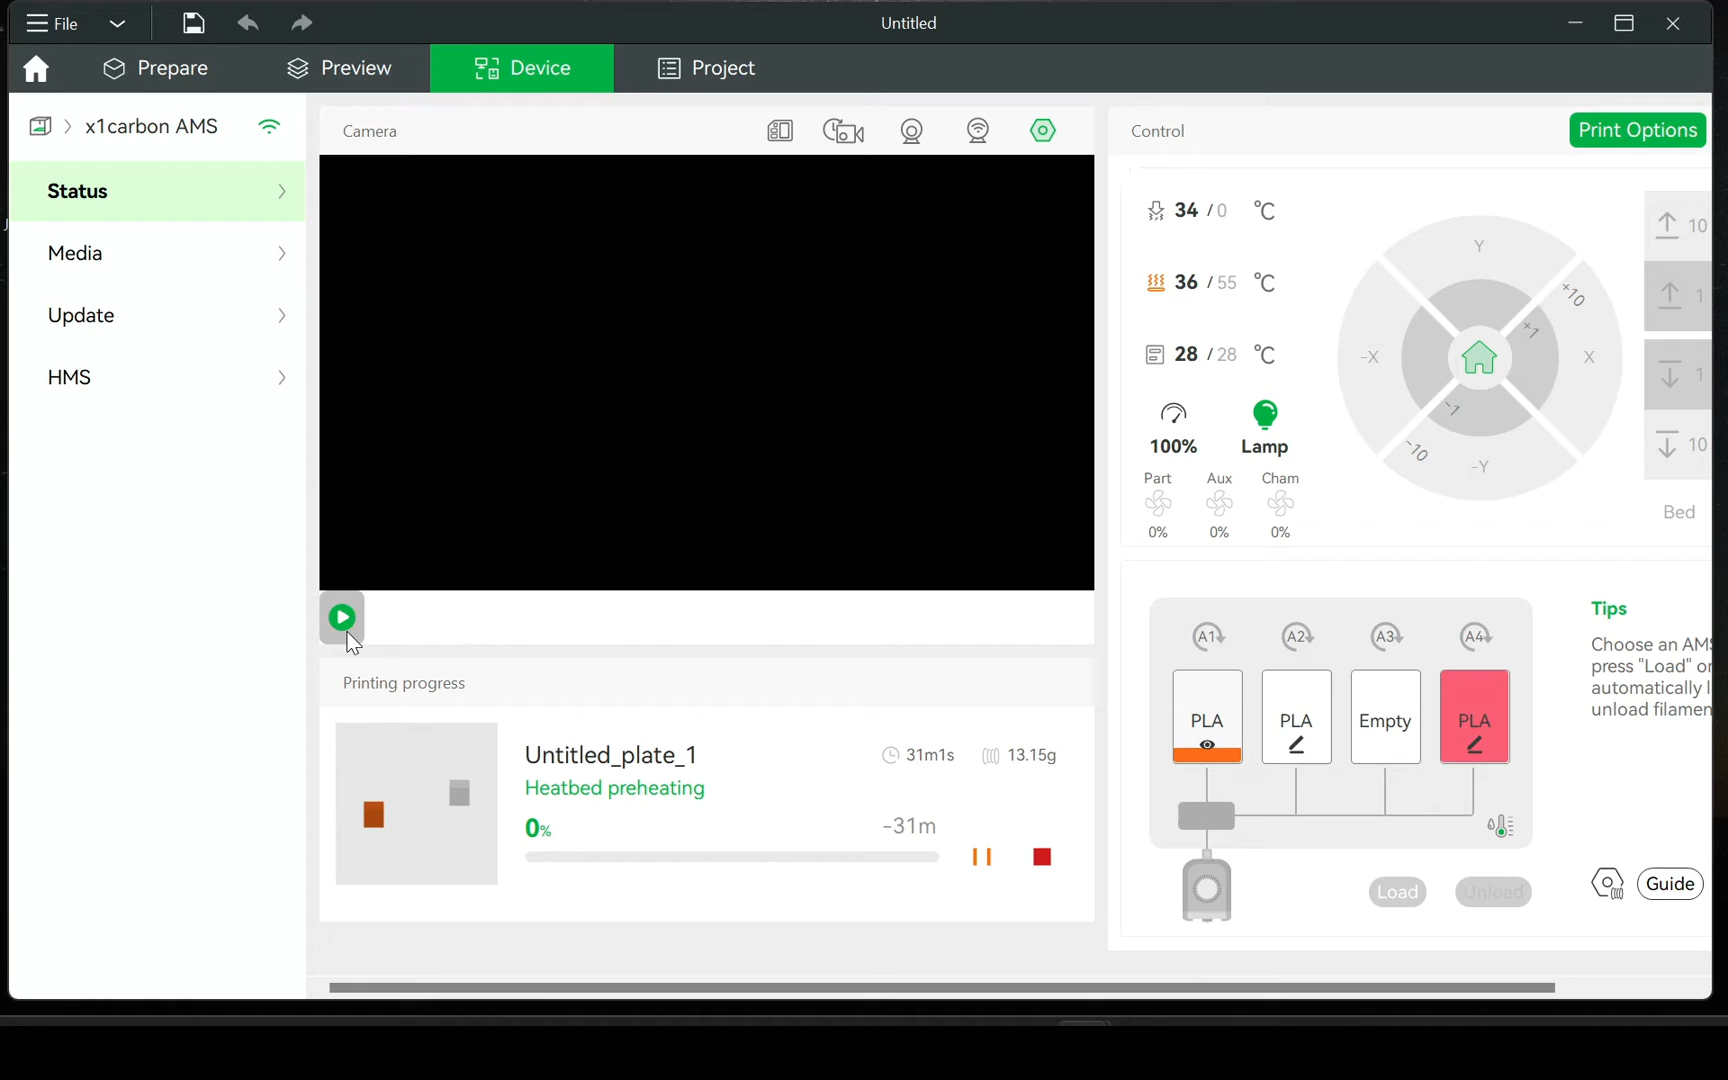 File
Untitled
Prepare
Preview
Device
Project
x1carbon AMS
Status
Media
Update
HMS
Camera
Control
Print Options
34 /0 °C
36 /55 °C
28 /28 °C
100%
Lamp
Part
Aux
Cham
0%
0%
0%
Y
+10
+1
-X
X
-1
-10
-Y
10
1
1
10
Bed
Printing progress
Untitled_plate_1
31m1s
13.15g
Heatbed preheating
0%
-31m
A1
A2
A3
A4
PLA
PLA
Empty
PLA
Load
Unload
Tips
Choose an AMS
press "Load" or
automatically l
unload filamen
Guide